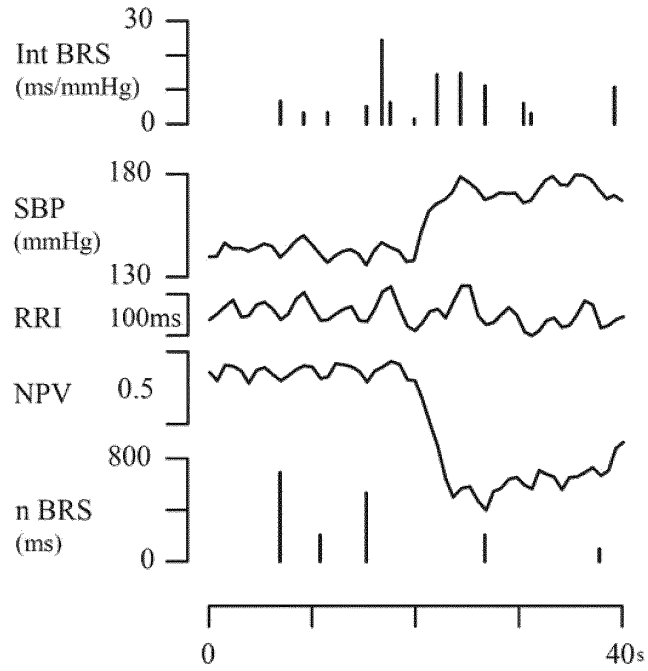 30
Int BRS
(ms/mmHg)
0
180
SBP
(mmHg)
130
RRI 100ms
NPV 0.5
800
n BRS
(ms)
0
0 40s